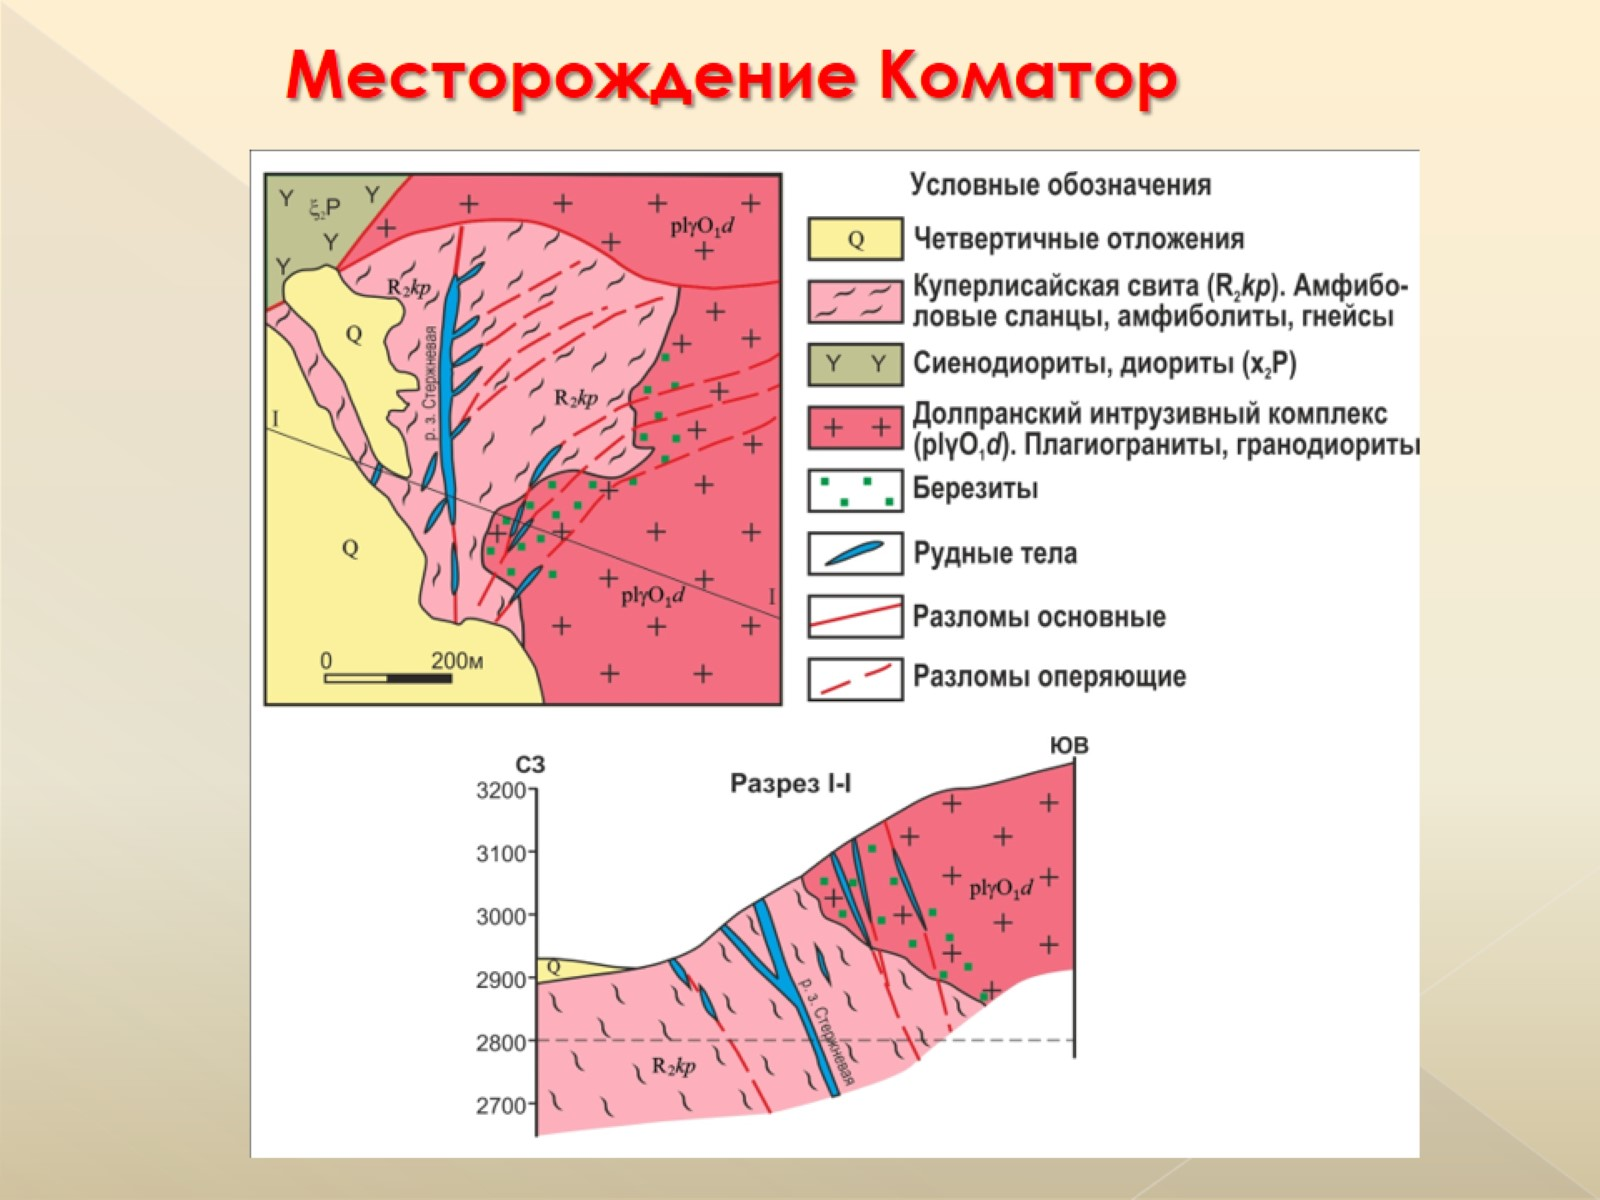 Месторождение Коматор
Y Y
ξ₂P
Y
Y
plγO₁d
R₂kp
Q
р. з. Стержневая
R₂kp
I
Q
plγO₁d
I
0 200м
Условные обозначения
Q Четвертичные отложения
Куперлисайская свита (R₂kp). Амфибо-
ловые сланцы, амфиболиты, гнейсы
Y Y Сиенодиориты, диориты (x₂P)
Долпранский интрузивный комплекс
(plγO₁d). Плагиограниты, гранодиориты
Березиты
Рудные тела
Разломы основные
Разломы оперяющие
СЗ
ЮВ
Разрез I-I
3200
3100
3000
2900
2800
2700
Q
plγO₁d
р. з. Стержневая
R₂kp